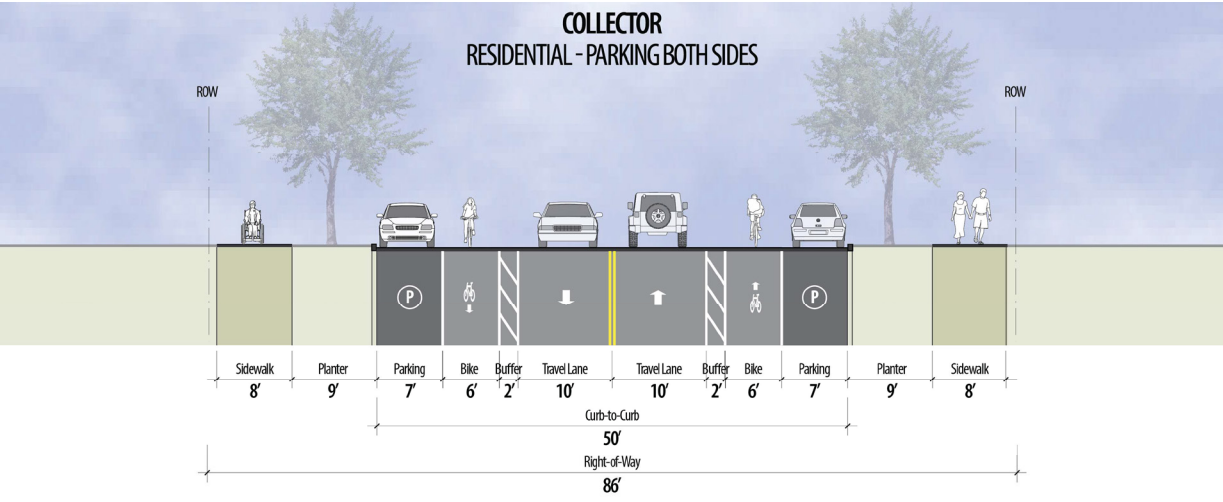 COLLECTOR
RESIDENTIAL - PARKING BOTH SIDES
ROW ROW
P P
Sidewalk Planter Parking Bike Buffer Travel Lane Travel Lane Buffer Bike Parking Planter Sidewalk
8’ 9’ 7’ 6’ 2’ 10’ 10’ 2’ 6’ 7’ 9’ 8’
Curb-to-Curb
50’
Right-of-Way
86’